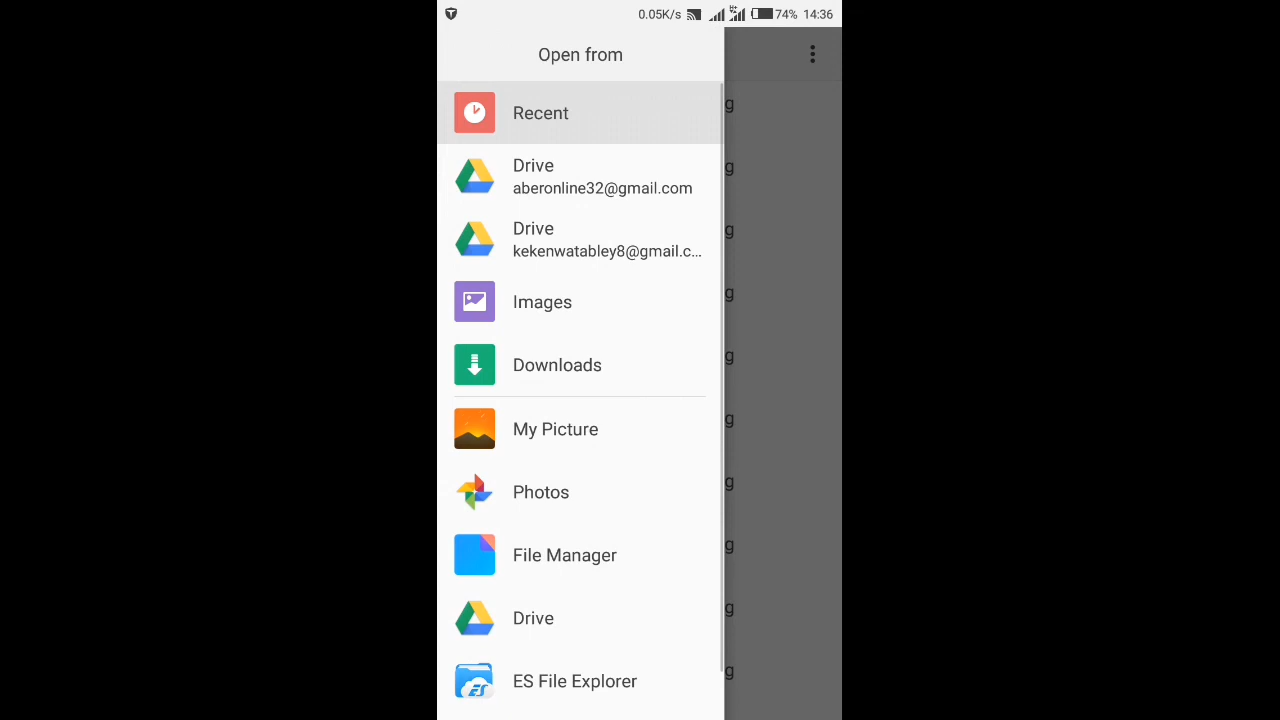 0.05K/s 74% 14:36
Open from
Recent
Drive
aberonline32@gmail.com
Drive
kekenwatabley8@gmail.c...
Images
Downloads
My Picture
Photos
File Manager
Drive
ES File Explorer
g
g
g
g
g
g
g
g
g
g